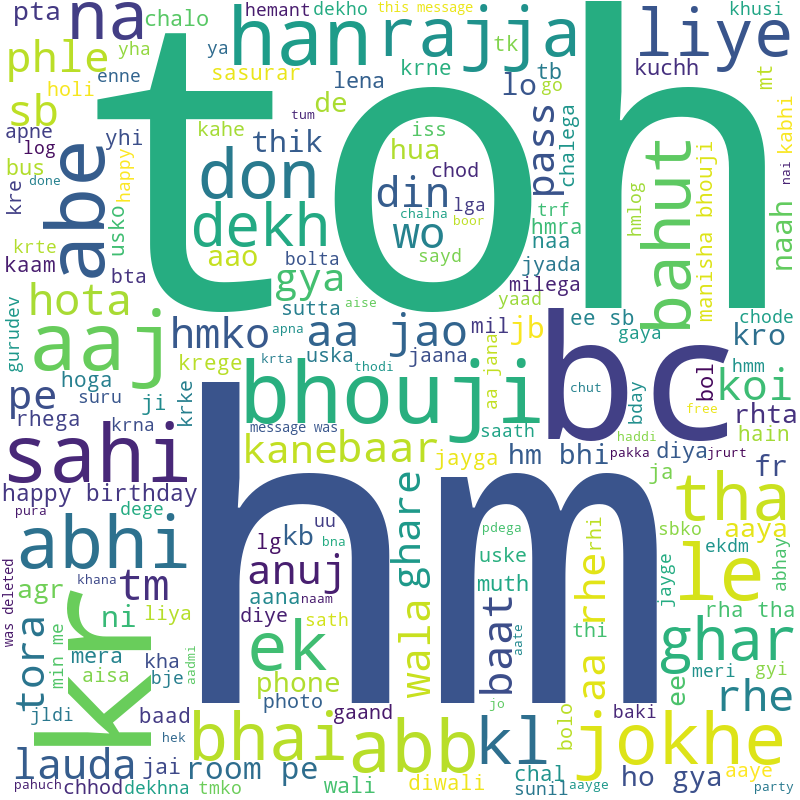 pta
na
chalo
hemant
dekho
this message
khusi
phle
yha
ya
han
rajja
tk
liye
enne
sasurar
lena
krne
lo
tb
go
kuchh
mt
kabhi
sb
holi
kahe
tum
de
iss
pass
chalega
apne
yhi
toh
thik
hua
log
abe
happy
don
din
chod
bahut
manisha bhouji
nai
bus
done
kre
usko
dekh
chalna
lga
boor
trf
hmra
hmlog
naah
wo
naa
krte
kaam
bta
aao
bolta
sayd
jyada
gya
milega
yaad
hota
sutta
aise
gurudev
aaj
hmko
apna
aa jao
mil
jb
ee sb
gaya
chode
kro
krege
krta
uska
thodi
jaana
aa jana
bc
hmm
pe
hoga
suru
ji
krke
bhouji
chut
bday
bol
koi
rhega
krna
message was
saath
free
rhta
sahi
kane
baar
jayga
haddi
hain
hm bhi
pakka
diya
jrurt
happy birthday
fr
ja
pura
dege
uu
ghare
tha
abhi
lg
kb
bna
hm
pdega
rhi
sbko
aaya
was deleted
khana
anuj
uske
ekdm
abhay
agr
tm
aana
naam
muth
jayge
le
kr
ni
liya
diye
sath
wala
baat
aate
aa rhe
thi
rha tha
tora
min me
mera
kha
ek
ghar
aisa
bje
aadmi
phone
ee
meri
gyi
jldi
photo
jo
rhe
baad
gaand
bolo
baki
hek
bhai
abb
kl
jokhe
lauda
jai
room pe
chal
ho gya
aaye
pahuch
chhod
dekhna
tmko
wali
diwali
sunil
aayge
party